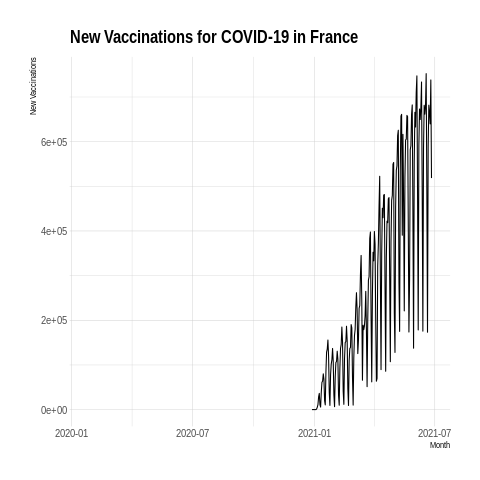 New Vaccinations for COVID-19 in France
New Vaccinations
6e+05
4e+05
2e+05
0e+00
2020-01 2020-07 2021-01 2021-07
Month